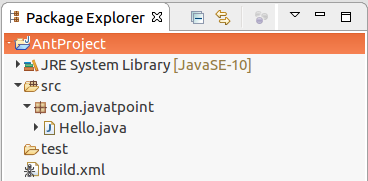 Package Explorer
AntProject
JRE System Library [JavaSE-10]
src
com.javatpoint
Hello.java
test
build.xml